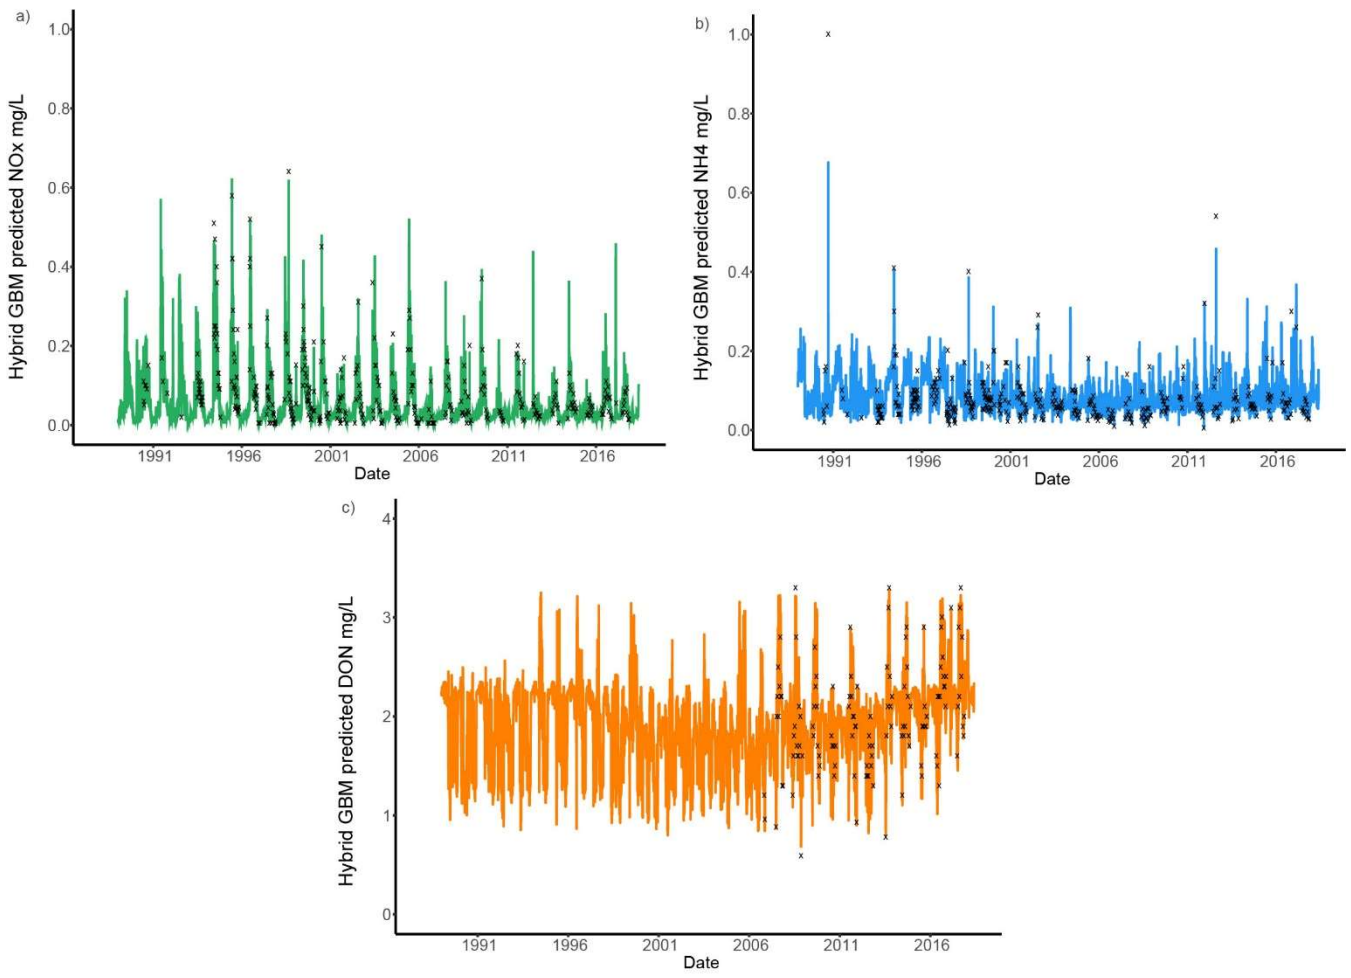 a)
Hybrid GBM predicted NOx mg/L
1.0
0.8
0.6
0.4
0.2
0.0
1991 1996 2001 2006 2011 2016
Date
b)
Hybrid GBM predicted NH4 mg/L
1.0
0.8
0.6
0.4
0.2
0.0
1991 1996 2001 2006 2011 2016
Date
c)
Hybrid GBM predicted DON mg/L
4
3
2
1
0
1991 1996 2001 2006 2011 2016
Date